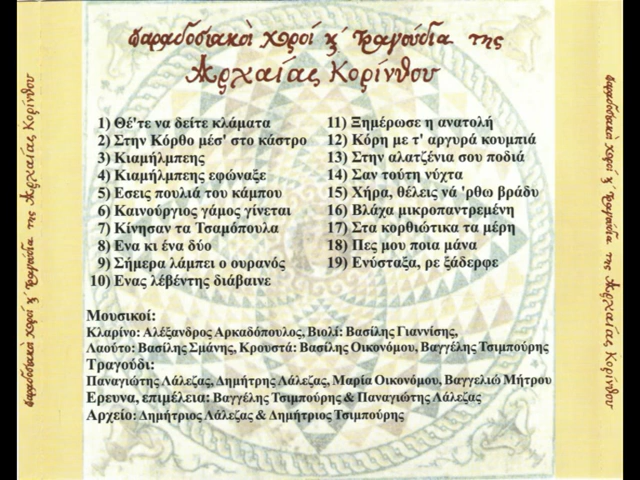 Παραδοσιακοί χοροί κ' τραγούδια της
Αρχαίας Κορίνθου
1) Θέ'τε να δείτε κλάματα
2) Στην Κόρθο μέσ' στο κάστρο
3) Κιαμήλμπεης
4) Κιαμήλμπεης εφώναξε
5) Εσεις πουλιά του κάμπου
6) Καινούργιος γάμος γίνεται
7) Κίνησαν τα Τσαμόπουλα
8) Ενα κι ένα δύο
9) Σήμερα λάμπει ο ουρανός
10) Ενας λέβέντης διάβαινε
11) Ξημέρωσε η ανατολή
12) Κόρη με τ' αργυρά κουμπιά
13) Στην αλατζένια σου ποδιά
14) Σαν τούτη νύχτα
15) Χήρα, θέλεις νά 'ρθω βράδυ
16) Βλάχα μικροπαντρεμένη
17) Στα κορθιώτικα τα μέρη
18) Πες μου ποια μάνα
19) Ενύσταξα, ρε ξάδερφε
Μουσικοί:
Κλαρίνο: Αλέξανδρος Αρκαδόπουλος, Βιολί: Βασίλης Γιαννίσης,
Λαούτο: Βασίλης Σμάνης, Κρουστά: Βασίλης Οικονόμου, Βαγγέλης Τσιμπούρης
Τραγούδι:
Παναγιώτης Λάλεζας, Δημήτρης Λάλεζας, Μαρία Οικονόμου, Βαγγελιώ Μήτρου
Ερευνα, επιμέλεια: Βαγγέλης Τσιμπούρης & Παναγιώτης Λάλεζας
Αρχείο: Δημήτριος Λάλεζας & Δημήτριος Τσιμπούρης
Παραδοσιακοί χοροί κ' τραγούδια της Αρχαίας Κορίνθου
Παραδοσιακοί χοροί κ' τραγούδια της Αρχαίας Κορίνθου